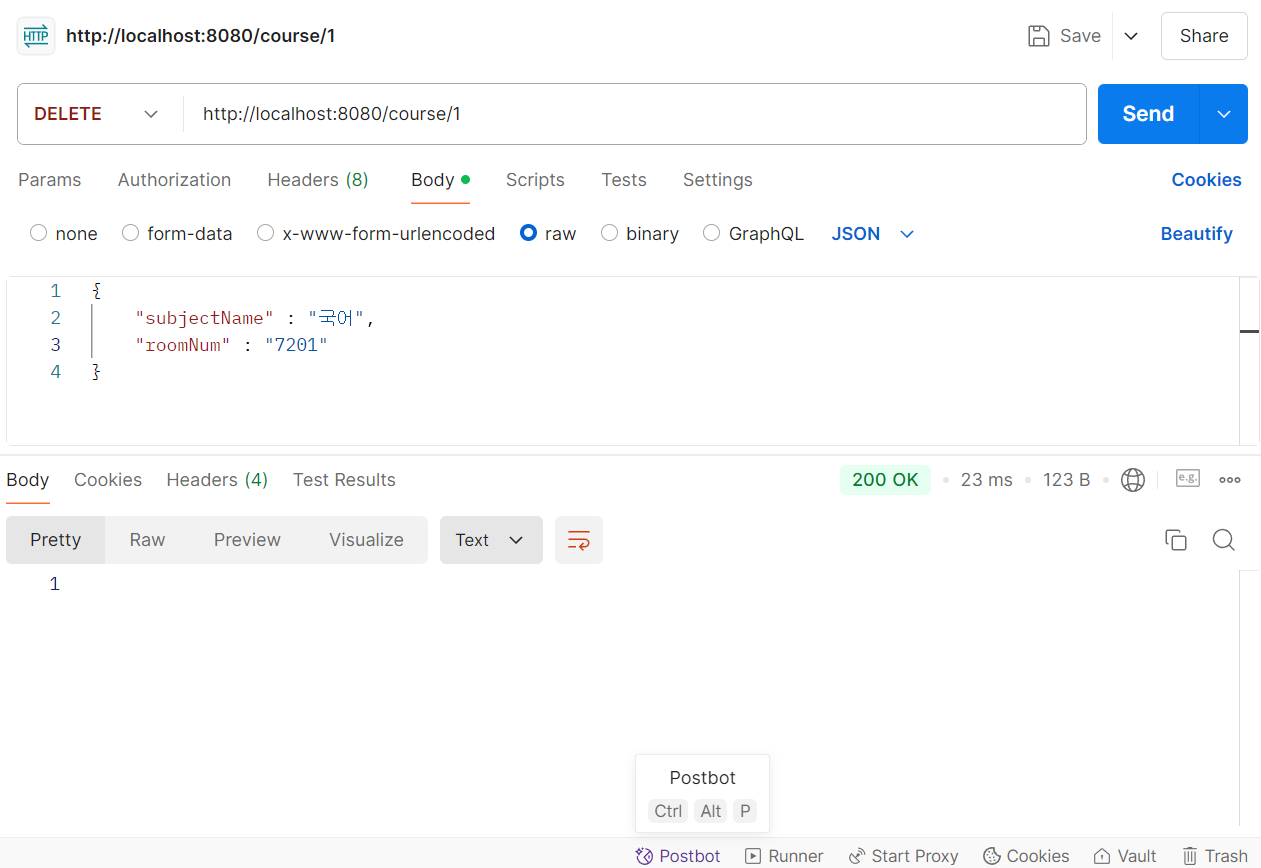 HTTP http://localhost:8080/course/1 Save Share
DELETE http://localhost:8080/course/1 Send
Params Authorization Headers (8) Body Scripts Tests Settings Cookies
none form-data x-www-form-urlencoded raw binary GraphQL JSON Beautify
1 {
2 "subjectName" : "국어",
3 "roomNum" : "7201"
4 }
Body Cookies Headers (4) Test Results 200 OK 23 ms 123 B e.g.
Pretty Raw Preview Visualize Text
1
Postbot
Ctrl Alt P
Postbot Runner Start Proxy Cookies Vault Trash